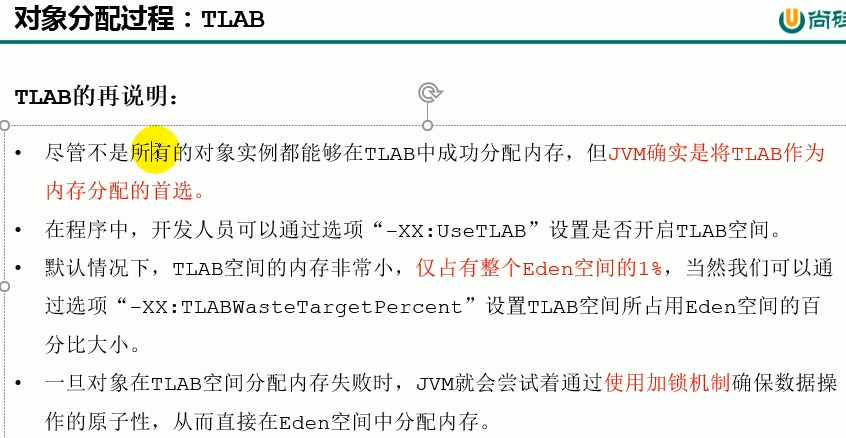 对象分配过程：TLAB
尚硅
TLAB的再说明：
• 尽管不是所有的对象实例都能够在TLAB中成功分配内存，但JVM确实是将TLAB作为
内存分配的首选。
• 在程序中，开发人员可以通过选项“-XX:UseTLAB”设置是否开启TLAB空间。
• 默认情况下，TLAB空间的内存非常小，仅占有整个Eden空间的1%，当然我们可以通
过选项“-XX:TLABWasteTargetPercent”设置TLAB空间所占用Eden空间的百
分比大小。
• 一旦对象在TLAB空间分配内存失败时，JVM就会尝试着通过使用加锁机制确保数据操
作的原子性，从而直接在Eden空间中分配内存。